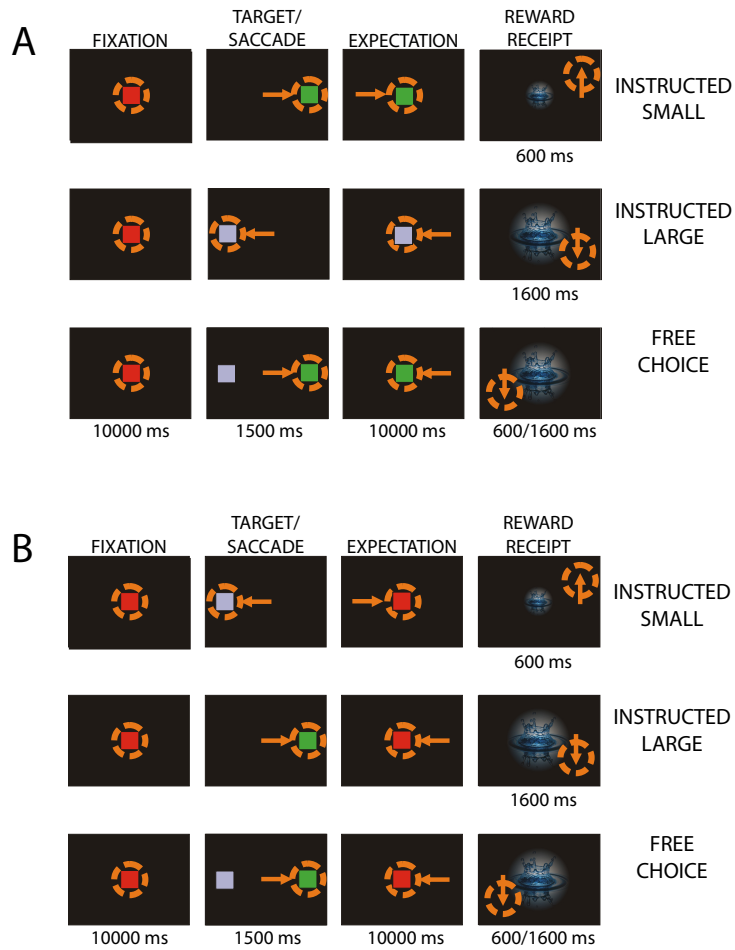 A
FIXATION
TARGET/
SACCADE
EXPECTATION
REWARD
RECEIPT
INSTRUCTED
SMALL
600 ms
INSTRUCTED
LARGE
1600 ms
FREE
CHOICE
10000 ms
1500 ms
10000 ms
600/1600 ms
B
FIXATION
TARGET/
SACCADE
EXPECTATION
REWARD
RECEIPT
INSTRUCTED
SMALL
600 ms
INSTRUCTED
LARGE
1600 ms
FREE
CHOICE
10000 ms
1500 ms
10000 ms
600/1600 ms